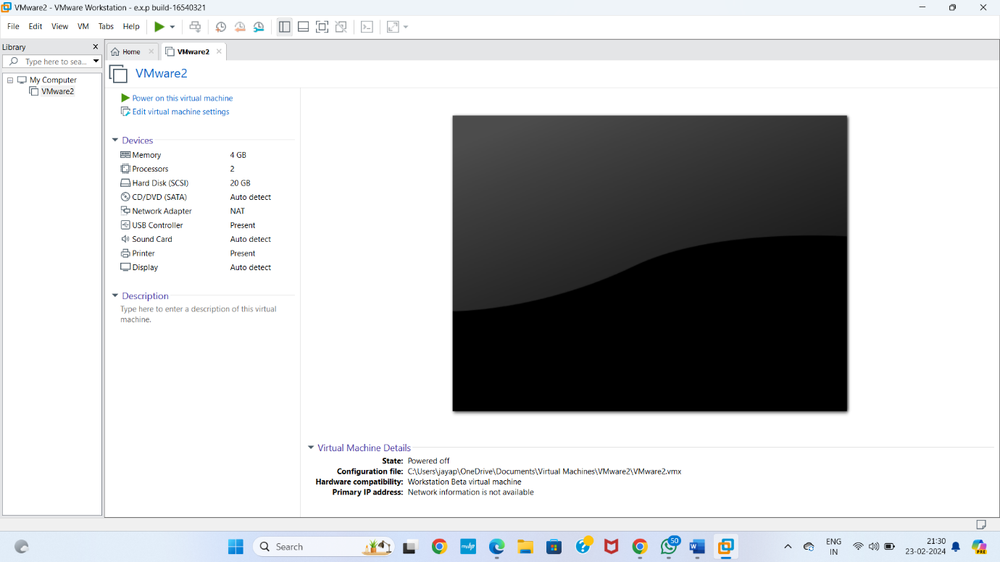 VMware2 - VMware Workstation - e.x.p build-16540321
File Edit View VM Tabs Help
Library
Type here to sea...
My Computer
VMware2
Home
VMware2
VMware2
Power on this virtual machine
Edit virtual machine settings
Devices
Memory 4 GB
Processors 2
Hard Disk (SCSI) 20 GB
CD/DVD (SATA) Auto detect
Network Adapter NAT
USB Controller Present
Sound Card Auto detect
Printer Present
Display Auto detect
Description
Type here to enter a description of this virtual
machine.
Virtual Machine Details
State: Powered off
Configuration file: C:\Users\jayap\OneDrive\Documents\Virtual Machines\VMware2\VMware2.vmx
Hardware compatibility: Workstation Beta virtual machine
Primary IP address: Network information is not available
Search
myhp
50
W
ENG
IN
21:30
23-02-2024
PRE